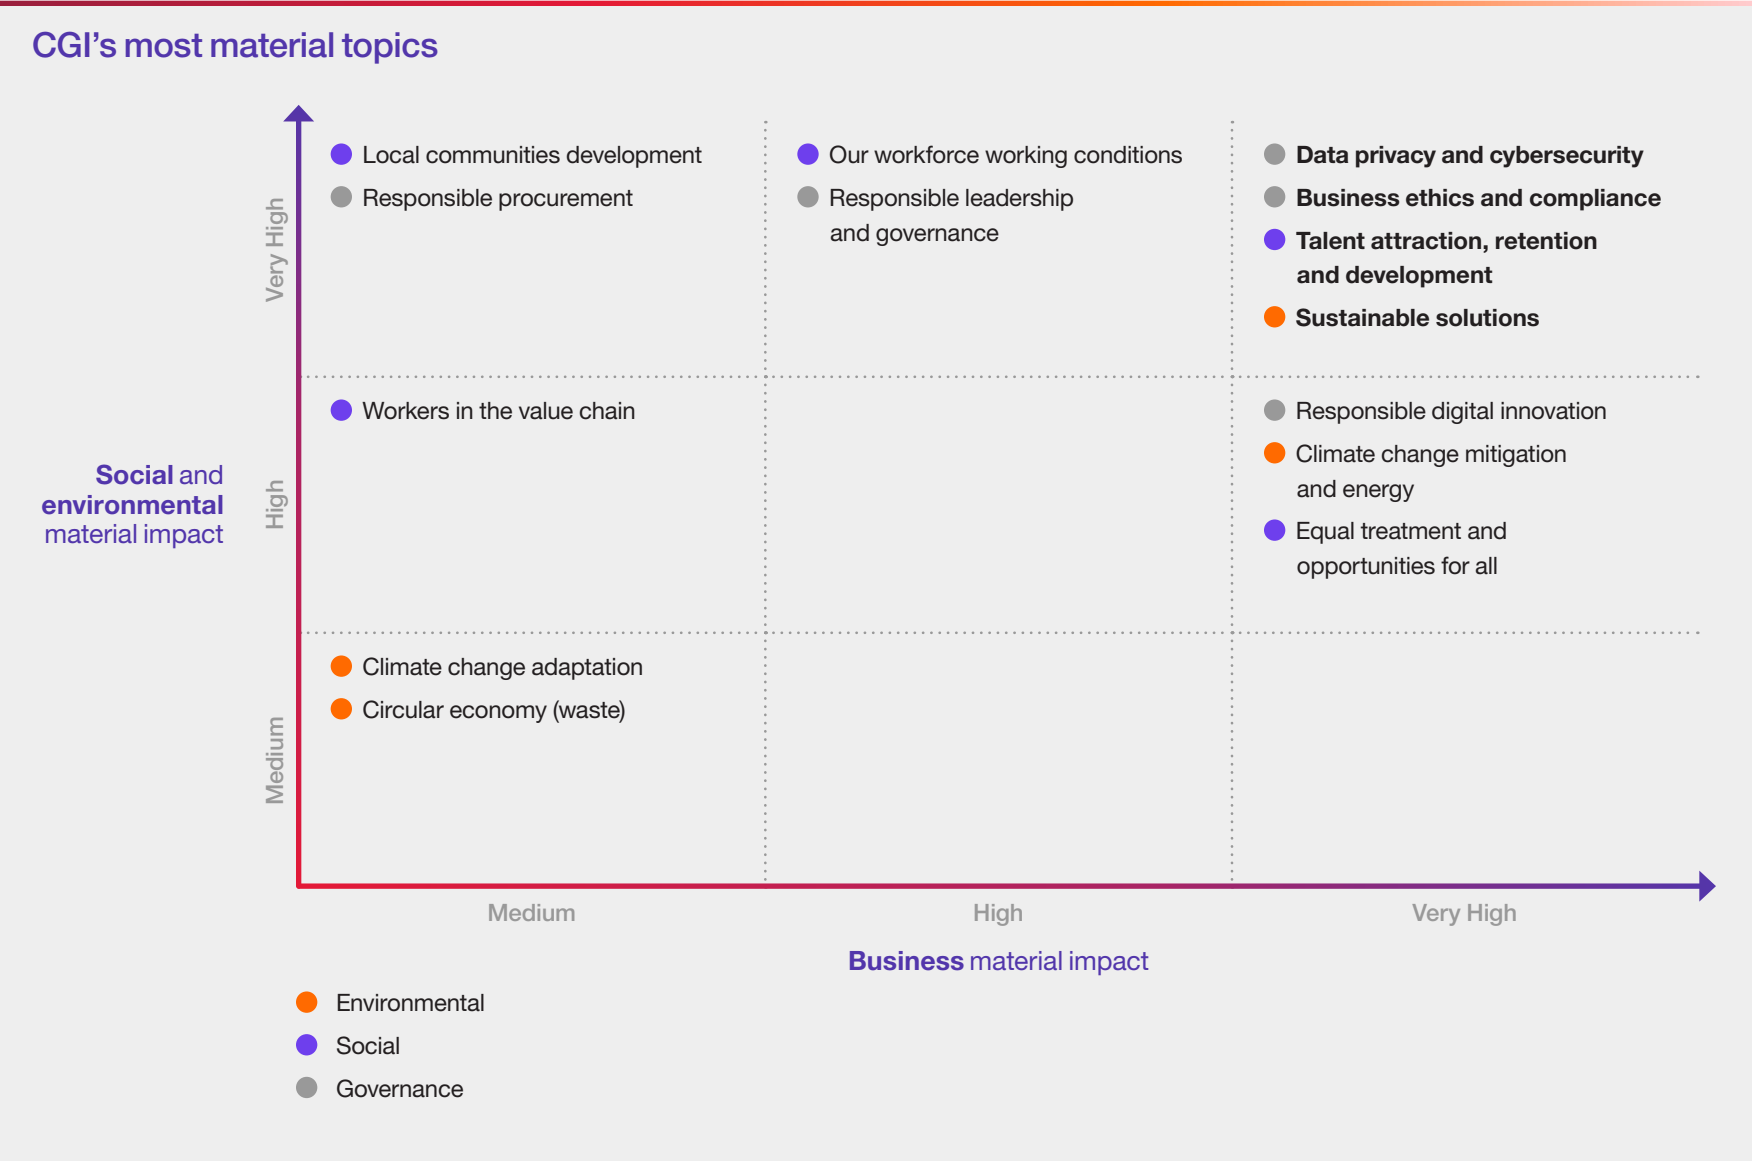 CGI's most material topics
Very High
Local communities development
Responsible procurement
Our workforce working conditions
Responsible leadership
and governance
Data privacy and cybersecurity
Business ethics and compliance
Talent attraction, retention
and development
Sustainable solutions
Social and
environmental
material impact
High
Workers in the value chain
Responsible digital innovation
Climate change mitigation
and energy
Equal treatment and
opportunities for all
Medium
Climate change adaptation
Circular economy (waste)
Medium
High
Very High
Business material impact
Environmental
Social
Governance